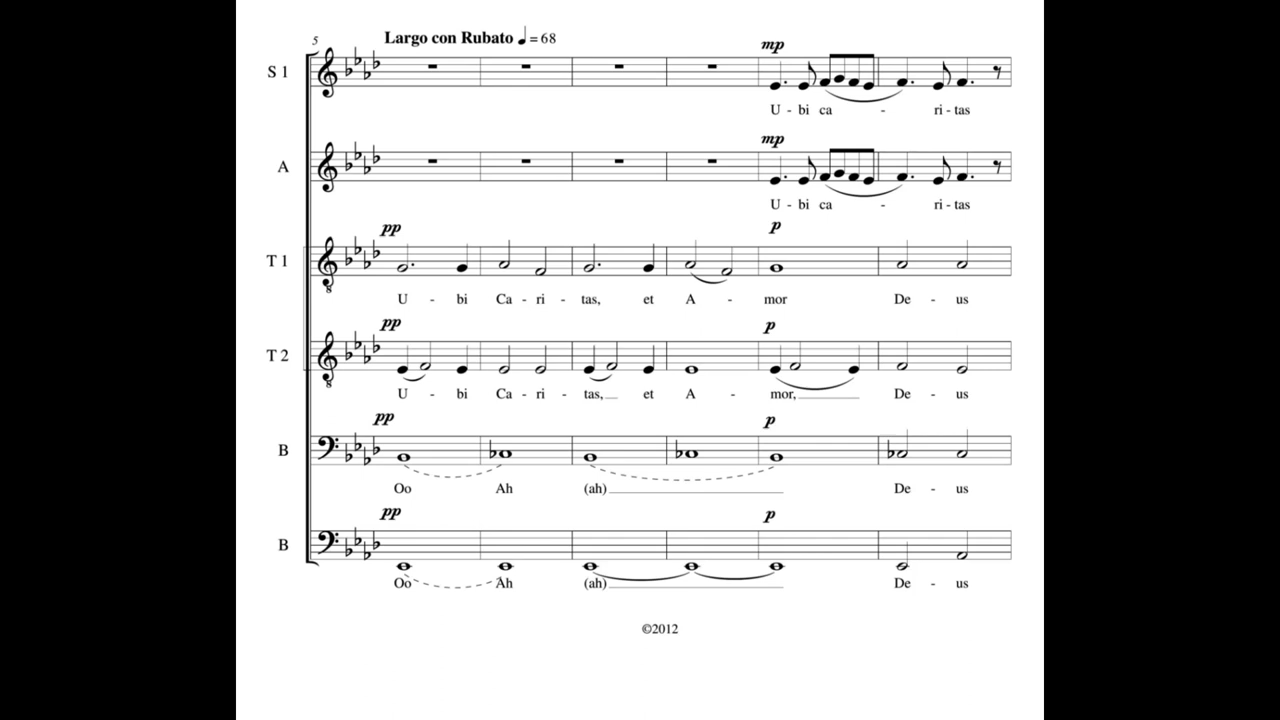 5 Largo con Rubato ♩ = 68
mp
S 1
U - bi ca - ri - tas
mp
A
U - bi ca - ri - tas
pp p
T 1
U - bi Ca - ri - tas, et A - mor De - us
pp p
T 2
U - bi Ca - ri - tas, et A - mor, De - us
pp p
B
Oo Ah (ah) De - us
pp p
B
Oo Ah (ah) De - us
©2012